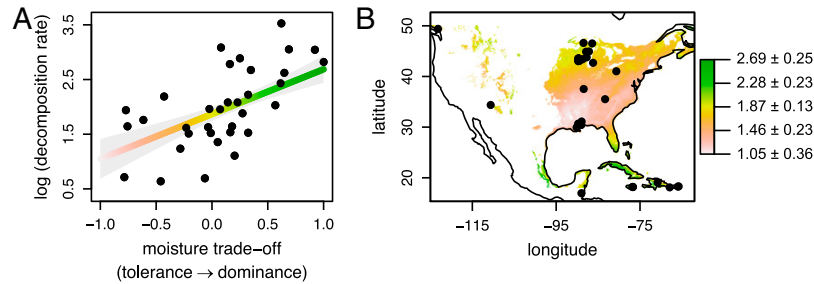 A
log (decomposition rate)
3.5
2.5
1.5
0.5
−1.0 −0.5 0.0 0.5 1.0
moisture trade−off
(tolerance → dominance)
B
latitude
50
40
30
20
−115 −95 −75
longitude
2.69 ± 0.25
2.28 ± 0.23
1.87 ± 0.13
1.46 ± 0.23
1.05 ± 0.36